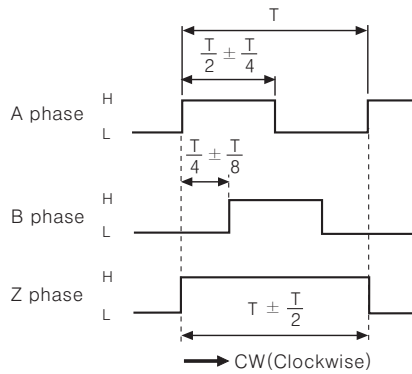 T
T/2 ± T/4
H
A phase
L
T/4 ± T/8
H
B phase
L
H
Z phase
L
T ± T/2
CW(Clockwise)